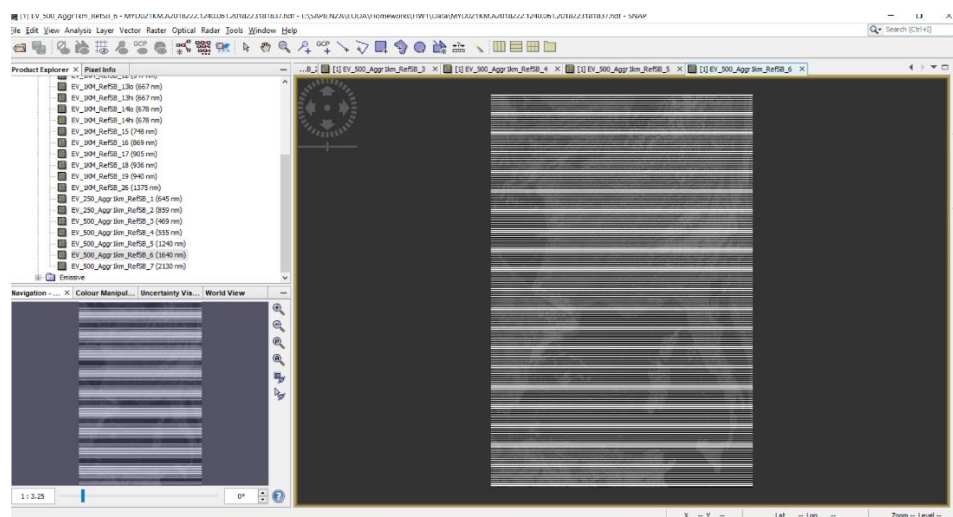 [1] EV_500_Aggr1km_RefSB_6 - MYD021KM.A2018222.1240.061.2018223181837.hdf - SNAP
File Edit View Analysis Layer Vector Raster Optical Radar Tools Window Help
Search (Ctrl+I)
GCP GCP
Product Explorer × Pixel Info
[1] EV_500_Aggr1km_RefSB_3 × [1] EV_500_Aggr1km_RefSB_4 × [1] EV_500_Aggr1km_RefSB_5 × [1] EV_500_Aggr1km_RefSB_6 ×
EV_1KM_RefSB_13lo (667 nm)
EV_1KM_RefSB_13hi (667 nm)
EV_1KM_RefSB_14lo (678 nm)
EV_1KM_RefSB_14hi (678 nm)
EV_1KM_RefSB_15 (748 nm)
EV_1KM_RefSB_16 (869 nm)
EV_1KM_RefSB_17 (905 nm)
EV_1KM_RefSB_18 (936 nm)
EV_1KM_RefSB_19 (940 nm)
EV_1KM_RefSB_26 (1375 nm)
EV_250_Aggr1km_RefSB_1 (645 nm)
EV_250_Aggr1km_RefSB_2 (859 nm)
EV_500_Aggr1km_RefSB_3 (469 nm)
EV_500_Aggr1km_RefSB_4 (555 nm)
EV_500_Aggr1km_RefSB_5 (1240 nm)
EV_500_Aggr1km_RefSB_6 (1640 nm)
EV_500_Aggr1km_RefSB_7 (2130 nm)
Emissive
Navigation - ... × Colour Manipul... Uncertainty Vis... World View
1 : 3.25 0°
X -- Y -- Lat -- Lon -- Zoom -- Level --